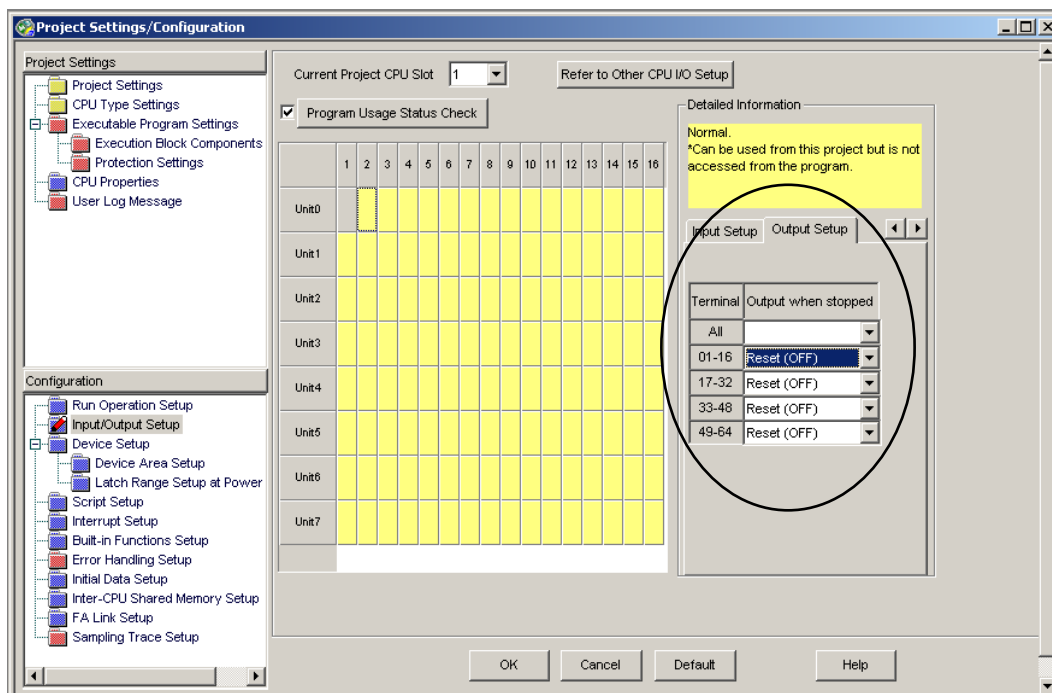 Project Settings/Configuration
Project Settings
Project Settings
CPU Type Settings
Executable Program Settings
Execution Block Components
Protection Settings
CPU Properties
User Log Message
Configuration
Run Operation Setup
Input/Output Setup
Device Setup
Device Area Setup
Latch Range Setup at Power
Script Setup
Interrupt Setup
Built-in Functions Setup
Error Handling Setup
Initial Data Setup
Inter-CPU Shared Memory Setup
FA Link Setup
Sampling Trace Setup
Current Project CPU Slot 1 Refer to Other CPU I/O Setup
Program Usage Status Check
1 2 3 4 5 6 7 8 9 10 11 12 13 14 15 16
Unit0
Unit1
Unit2
Unit3
Unit4
Unit5
Unit6
Unit7
Detailed Information
Normal.
*Can be used from this project but is not
accessed from the program.
Input Setup Output Setup
Terminal Output when stopped
All
01-16 Reset (OFF)
17-32 Reset (OFF)
33-48 Reset (OFF)
49-64 Reset (OFF)
OK Cancel Default Help